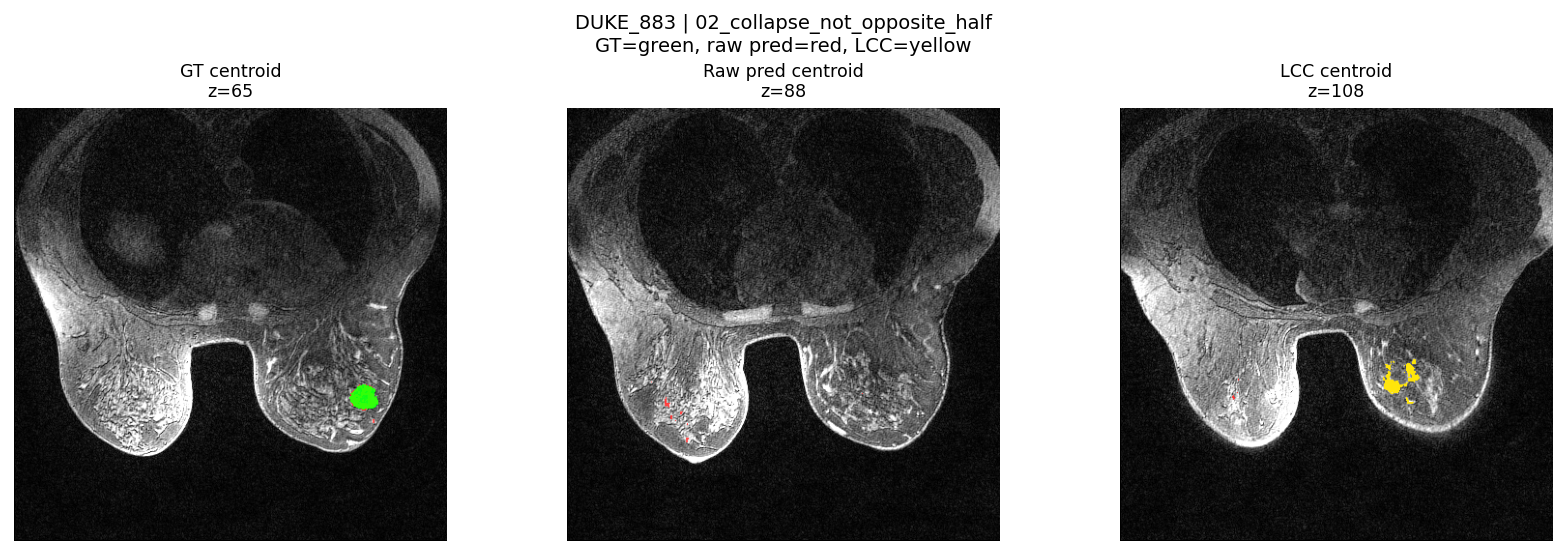 DUKE_883 | 02_collapse_not_opposite_half
GT=green, raw pred=red, LCC=yellow
GT centroid
z=65
Raw pred centroid
z=88
LCC centroid
z=108